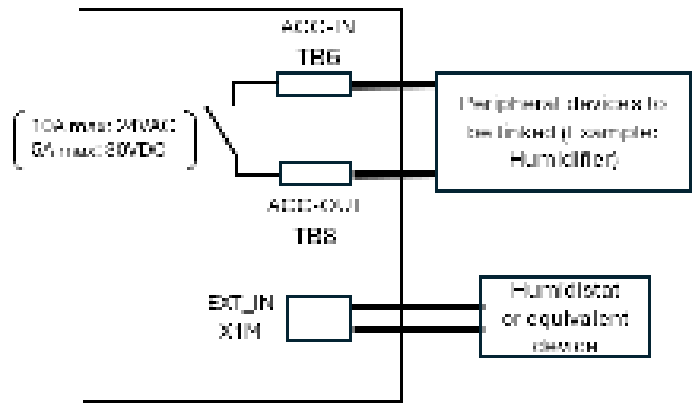 ACC-IN
TB6
10A max: 24VAC
5A max: 30VDC
Peripheral devices to
be linked (Example:
Humidifier)
ACC-OUT
TB8
EXT_IN
X1M
Humidistat
or equivalent
device